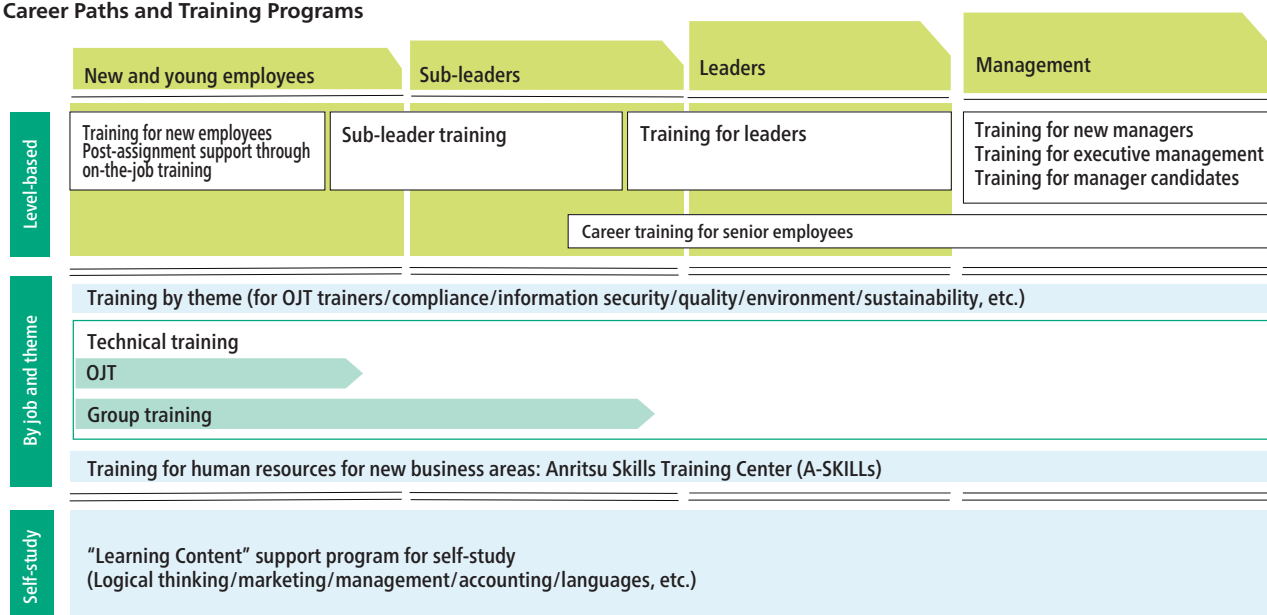 Career Paths and Training Programs
New and young employees
Sub-leaders
Leaders
Management
Level-based
Training for new employees
Post-assignment support through
on-the-job training
Sub-leader training
Training for leaders
Training for new managers
Training for executive management
Training for manager candidates
Career training for senior employees
By job and theme
Training by theme (for OJT trainers/compliance/information security/quality/environment/sustainability, etc.)
Technical training
OJT
Group training
Training for human resources for new business areas: Anritsu Skills Training Center (A-SKILLs)
Self-study
“Learning Content” support program for self-study
(Logical thinking/marketing/management/accounting/languages, etc.)